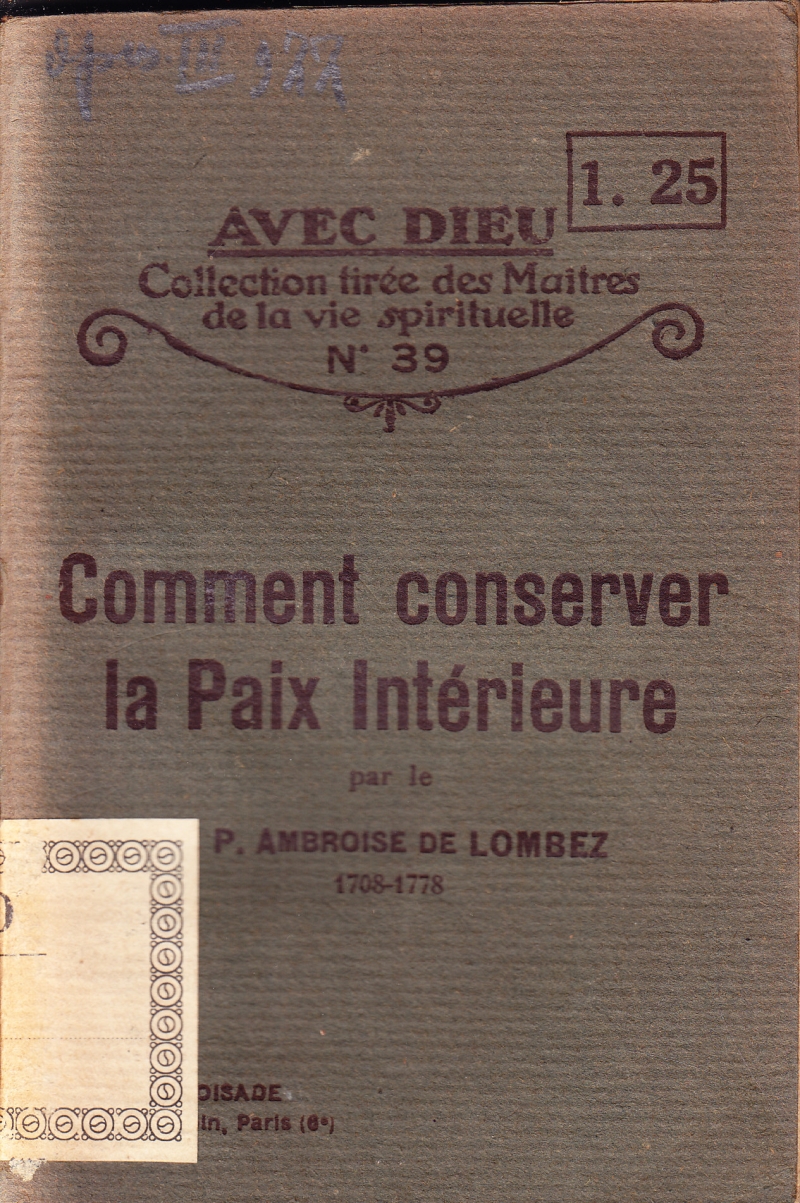 1. 25
AVEC DIEU
Collection tirée des Maîtres
de la vie spirituelle
N° 39
Comment conserver
la Paix Intérieure
par le
P. AMBROISE DE LOMBEZ
1708-1778
OISADE
in, Paris (6e)